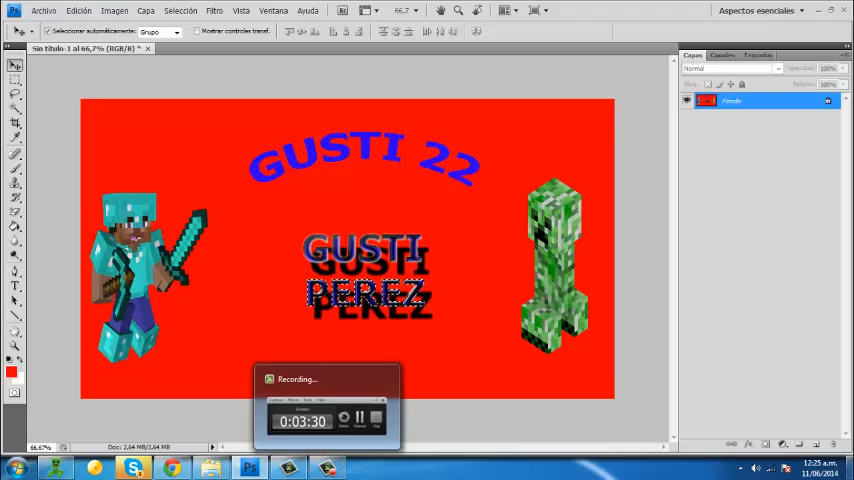 Archivo Edición Imagen Capa Selección Filtro Vista Ventana Ayuda
66,7
Aspectos esenciales
Seleccionar automáticamente: Grupo Mostrar controles transf.
Sin título-1 al 66,7% (RGB/8) *
Capas Canales Trazados
Normal Opacidad: 100%
Relleno: 100%
Fondo
GUSTI 22
GUSTI
PEREZ
Recording...
0:03:30
66,67% Doc: 2,64 MB/2,64 MB
Ps
12:25 a.m.
11/06/2014